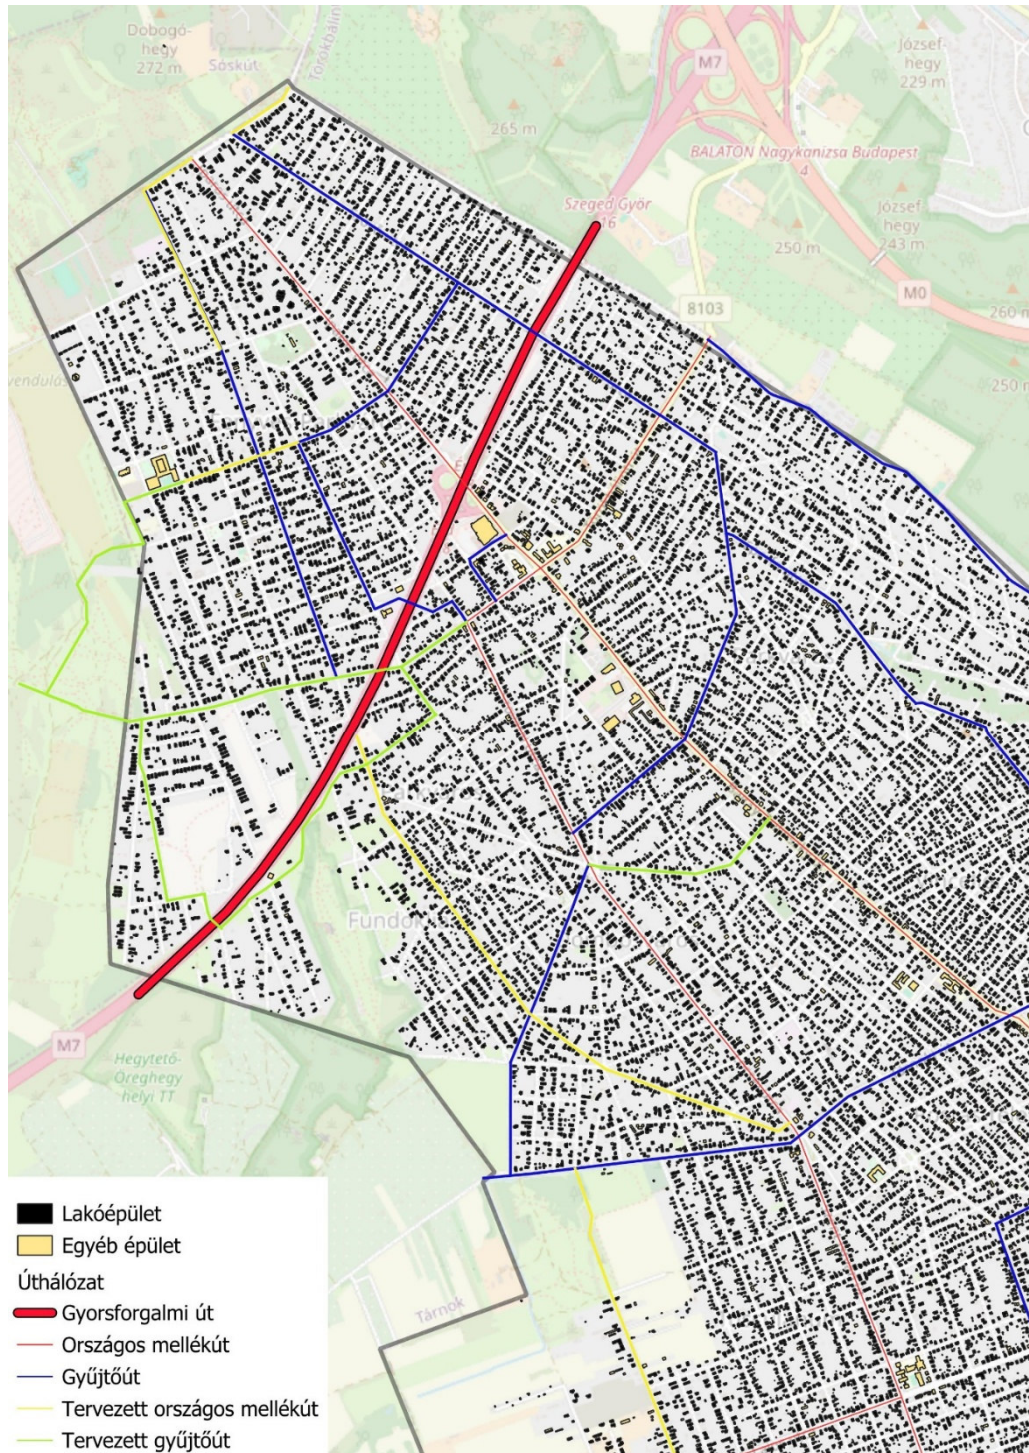 Dobogó-
hegy
272 m
Sóskút
Törökbálin
József-
hegy
229 m
M7
265 m
BALATON Nagykanizsa Budapest
4
Szeged Győr
16
József-
hegy
243 m
250 m
M0
8103
260 m
250 m
Fundok
M7
Hegytető-
Öreghegy
helyi TT
Tárnok
Lakóépület
Egyéb épület
Úthálózat
Gyorsforgalmi út
Országos mellékút
Gyűjtőút
Tervezett országos mellékút
Tervezett gyűjtőút